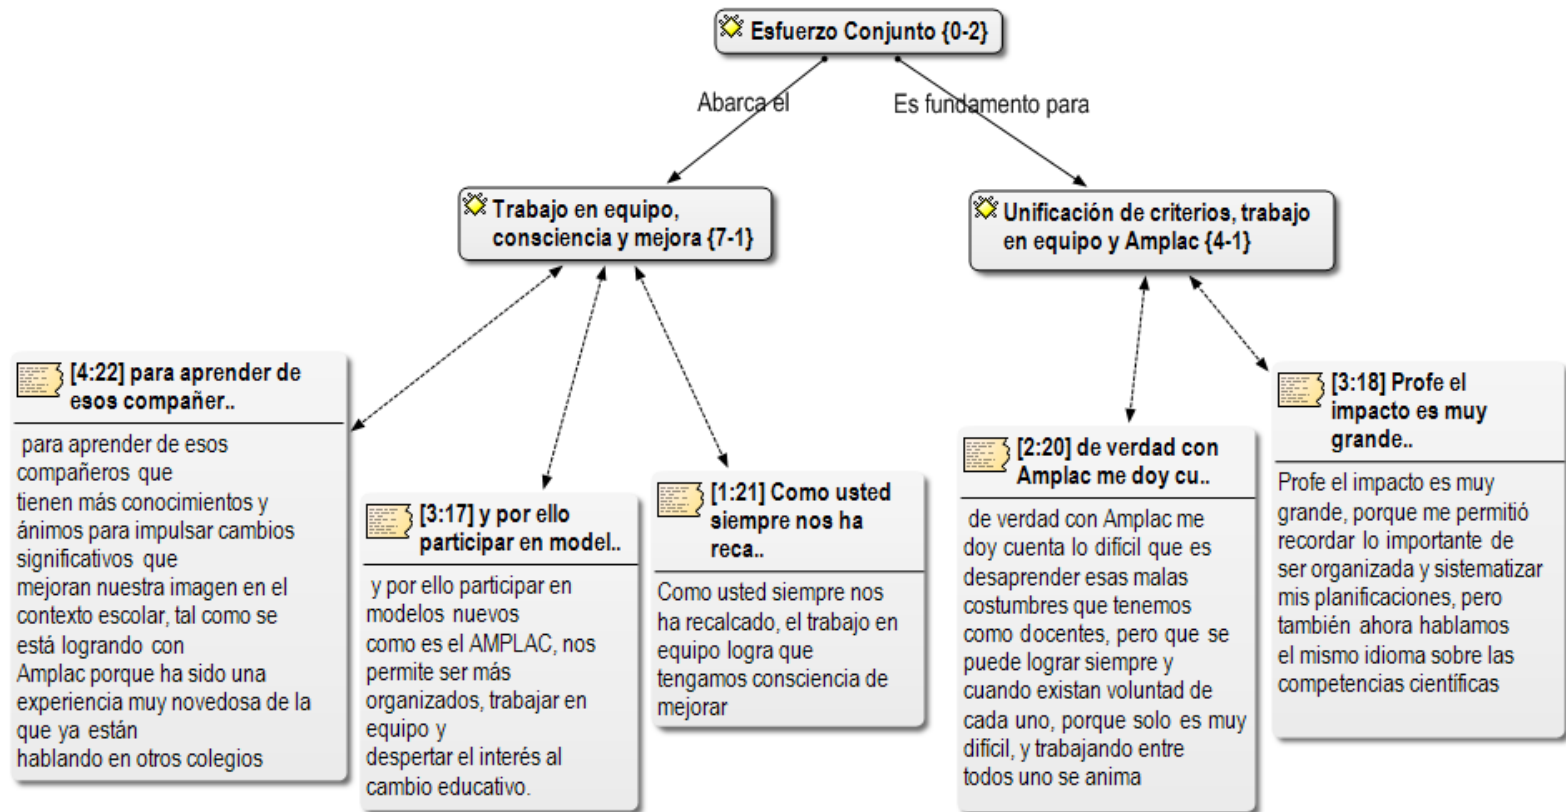 Esfuerzo Conjunto {0-2}
Abarca el
Es fundamento para
Trabajo en equipo,
consciencia y mejora {7-1}
Unificación de criterios, trabajo
en equipo y Amplac {4-1}
[4:22] para aprender de
esos compañer..
para aprender de esos
compañeros que
tienen más conocimientos y
ánimos para impulsar cambios
significativos que
mejoran nuestra imagen en el
contexto escolar, tal como se
está logrando con
Amplac porque ha sido una
experiencia muy novedosa de la
que ya están
hablando en otros colegios
[3:17] y por ello
participar en model..
y por ello participar en
modelos nuevos
como es el AMPLAC, nos
permite ser más
organizados, trabajar en
equipo y
despertar el interés al
cambio educativo.
[1:21] Como usted
siempre nos ha
reca..
Como usted siempre nos
ha recalcado, el trabajo en
equipo logra que
tengamos consciencia de
mejorar
[2:20] de verdad con
Amplac me doy cu..
de verdad con Amplac me
doy cuenta lo difícil que es
desaprender esas malas
costumbres que tenemos
como docentes, pero que se
puede lograr siempre y
cuando existan voluntad de
cada uno, porque solo es muy
difícil, y trabajando entre
todos uno se anima
[3:18] Profe el
impacto es muy
grande..
Profe el impacto es muy
grande, porque me permitió
recordar lo importante de
ser organizada y sistematizar
mis planificaciones, pero
también ahora hablamos
el mismo idioma sobre las
competencias científicas